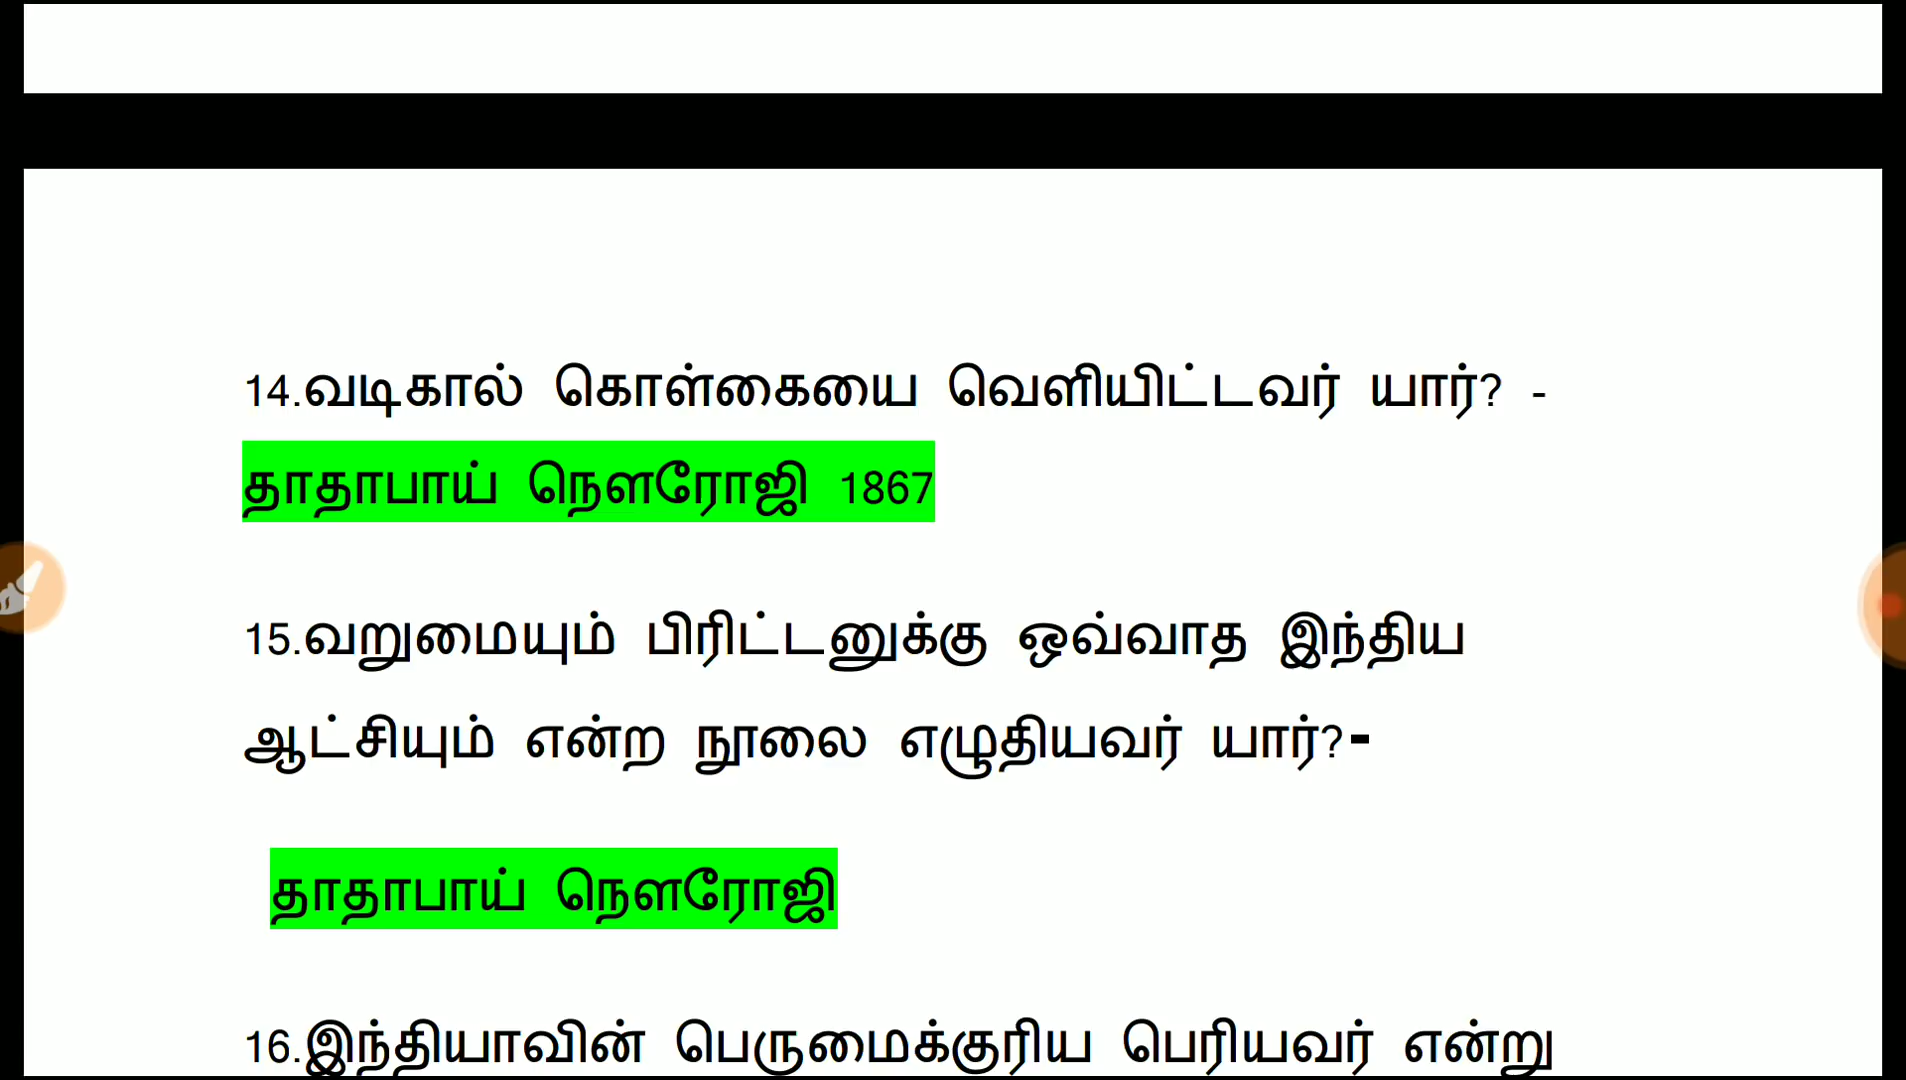 14.வடிகால் கொள்கையை வெளியிட்டவர் யார்? -
தாதாபாய் நௌரோஜி 1867
15.வறுமையும் பிரிட்டனுக்கு ஒவ்வாத இந்திய
ஆட்சியும் என்ற நூலை எழுதியவர் யார்?-
தாதாபாய் நௌரோஜி
16.இந்தியாவின் பெருமைக்குரிய பெரியவர் என்று